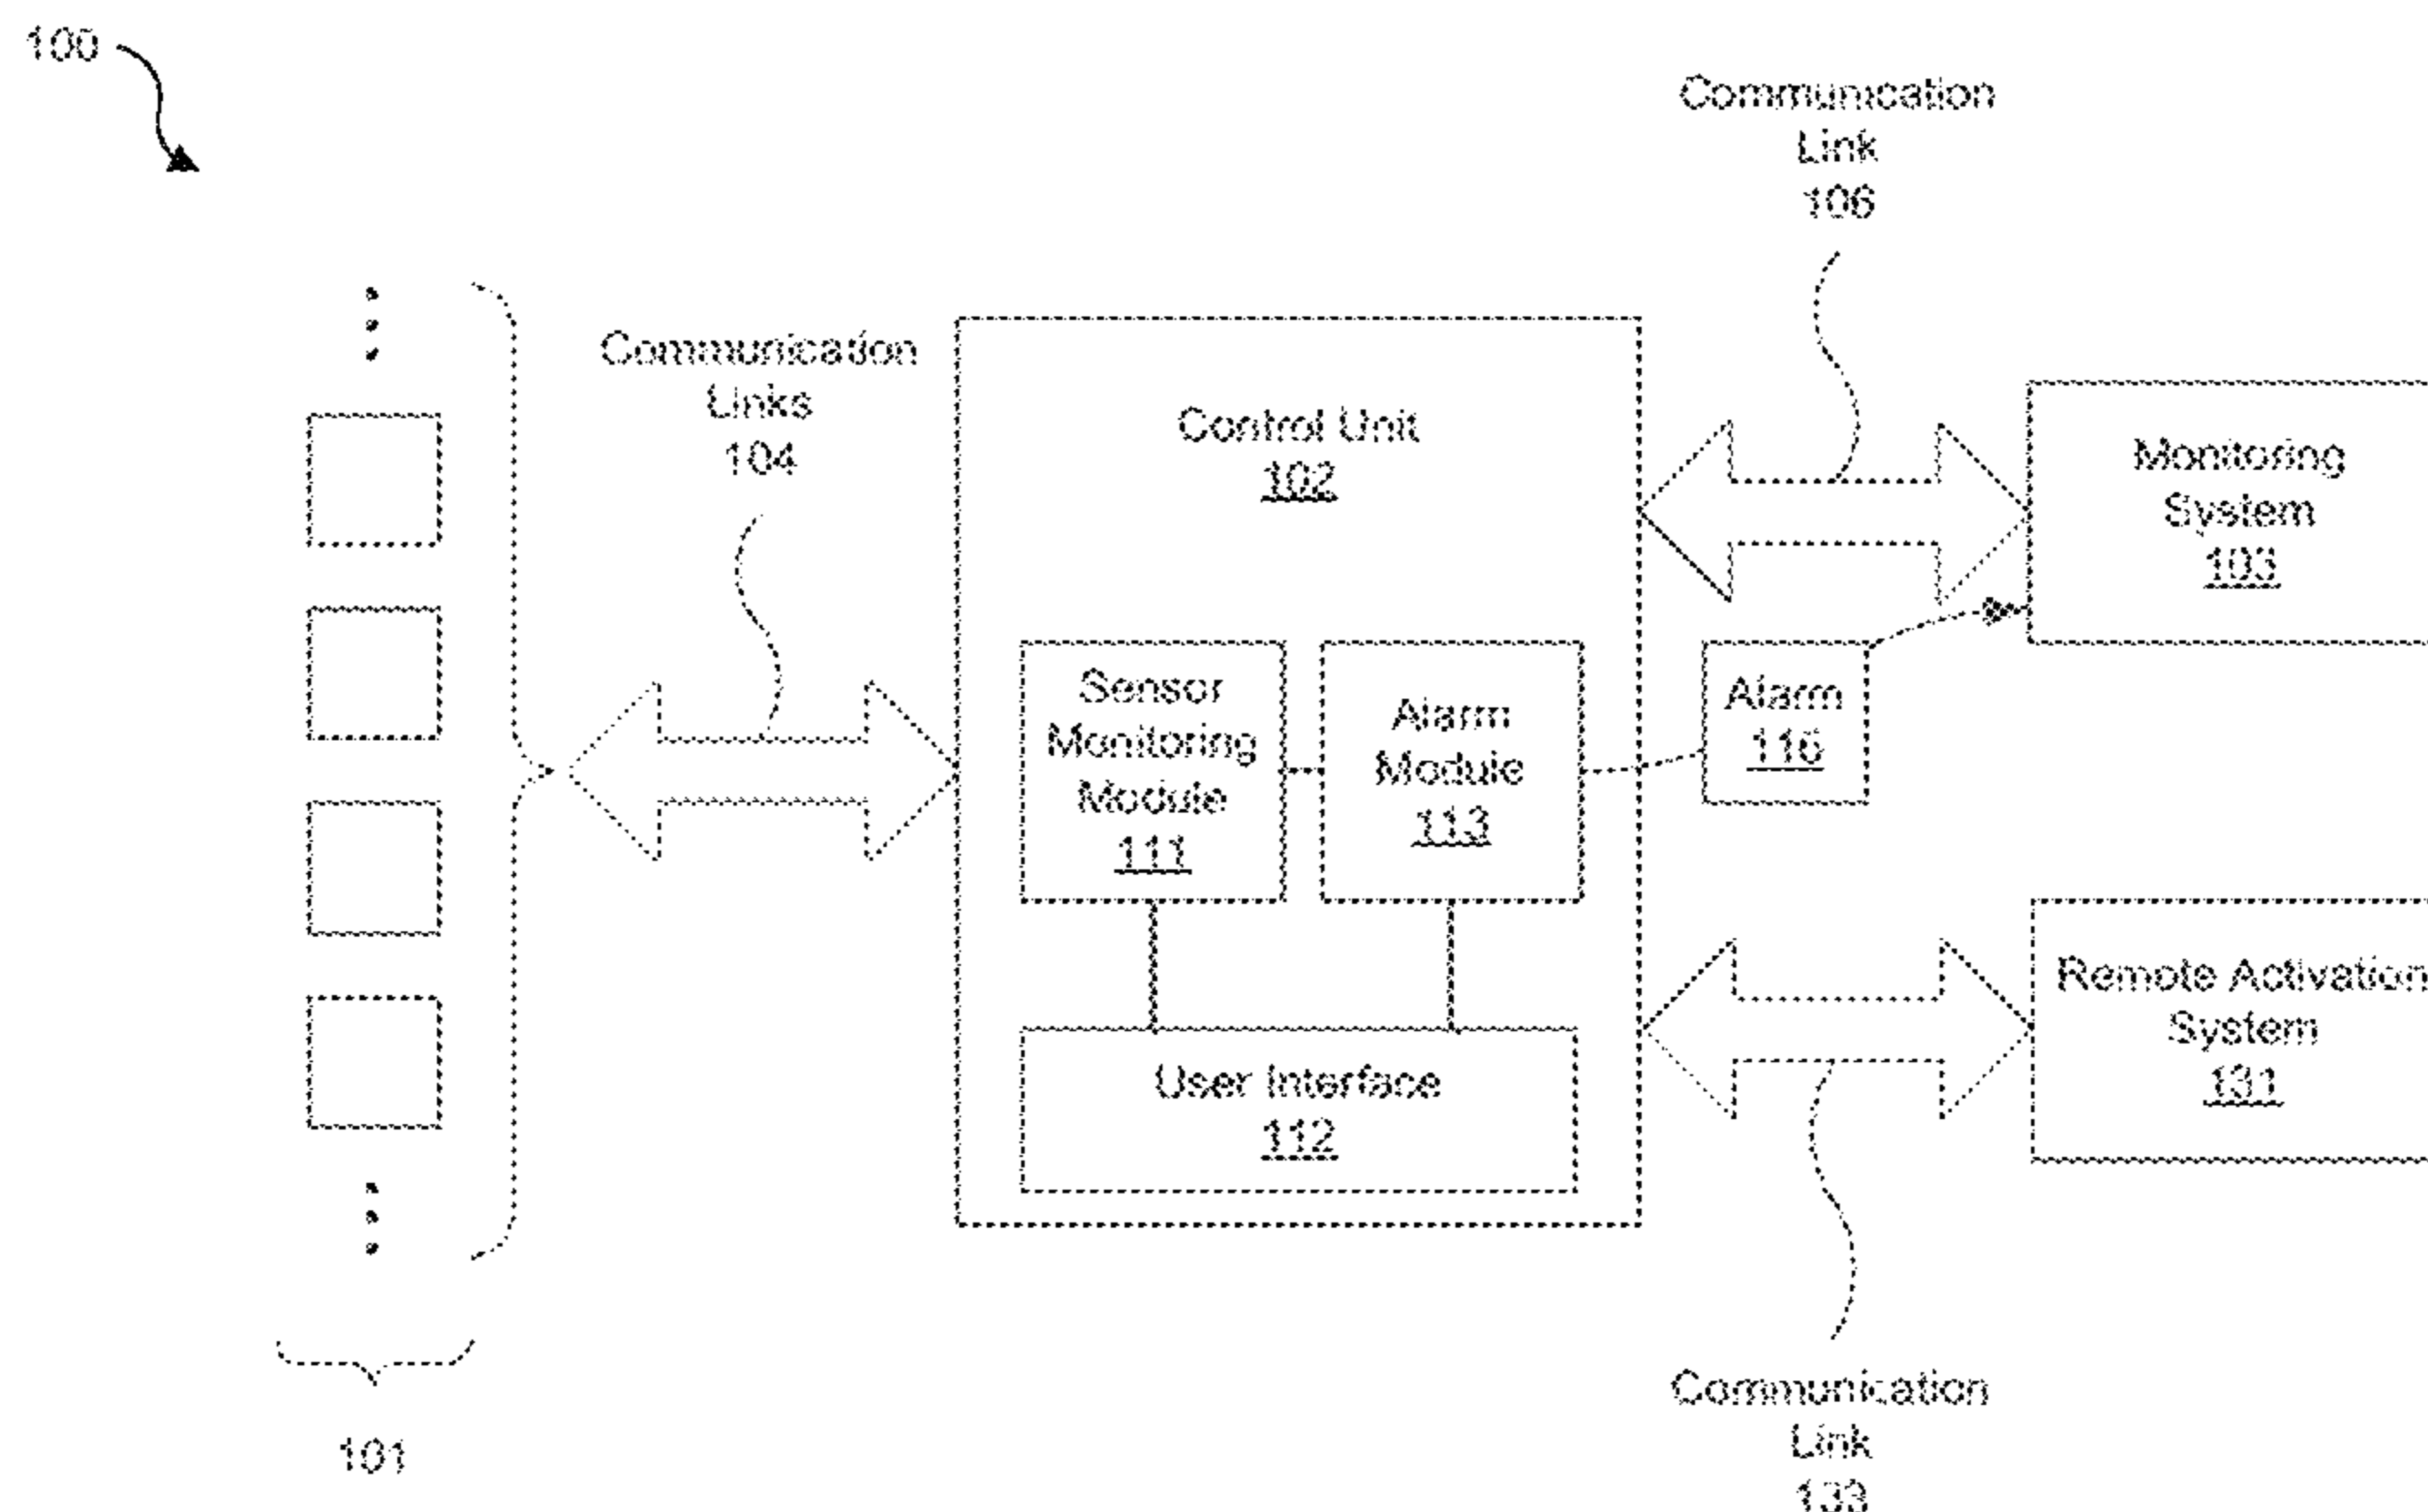 100
Communication
Link
106
Communication
Links
104
Control Unit
102
Monitoring
System
103
Sensor
Monitoring
Module
111
Alarm
Module
113
Alarm
116
User Interface
112
Remote Activation
System
131
Communication
Link
133
101